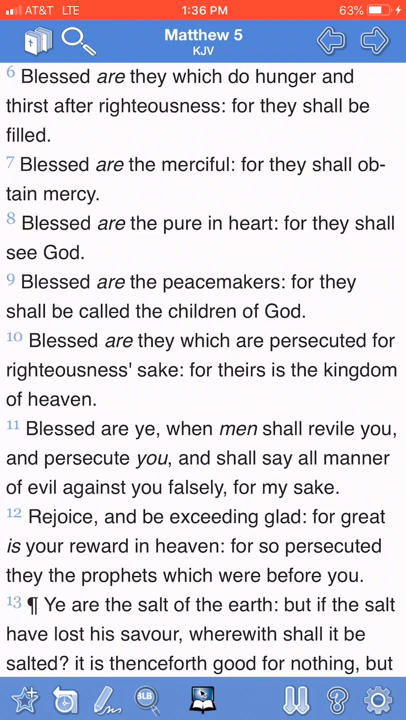 AT&T LTE 1:36 PM 63%
Matthew 5
KJV
6 Blessed are they which do hunger and
thirst after righteousness: for they shall be
filled.
7 Blessed are the merciful: for they shall ob-
tain mercy.
8 Blessed are the pure in heart: for they shall
see God.
9 Blessed are the peacemakers: for they
shall be called the children of God.
10 Blessed are they which are persecuted for
righteousness' sake: for theirs is the kingdom
of heaven.
11 Blessed are ye, when men shall revile you,
and persecute you, and shall say all manner
of evil against you falsely, for my sake.
12 Rejoice, and be exceeding glad: for great
is your reward in heaven: for so persecuted
they the prophets which were before you.
13 ¶ Ye are the salt of the earth: but if the salt
have lost his savour, wherewith shall it be
salted? it is thenceforth good for nothing, but
BLB